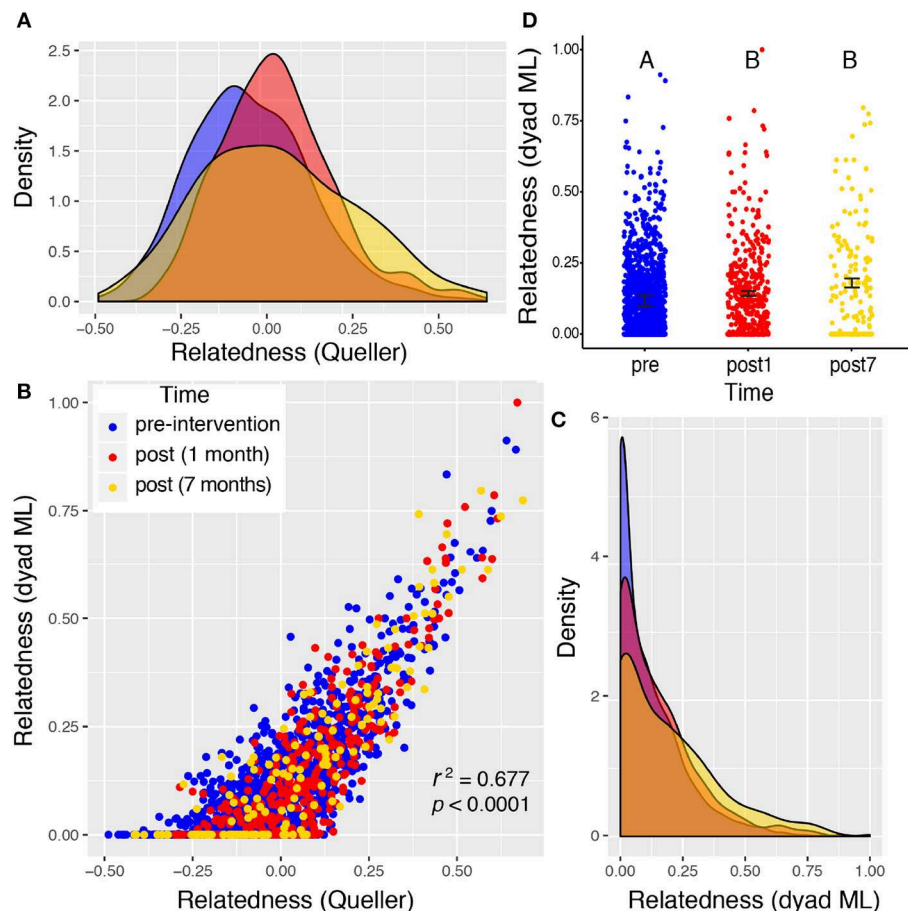 A
2.5
2.0
1.5
1.0
0.5
0.0
Density
−0.50
−0.25
0.00
0.25
0.50
Relatedness (Queller)
D
1.00
0.75
0.50
0.25
0.00
Relatedness (dyad ML)
A
B
B
pre
post1
post7
Time
B
Time
pre-intervention
post (1 month)
post (7 months)
1.00
0.75
0.50
0.25
0.00
Relatedness (dyad ML)
r² = 0.677
p < 0.0001
−0.50
−0.25
0.00
0.25
0.50
Relatedness (Queller)
C
6
4
2
0
Density
0.00
0.25
0.50
0.75
1.00
Relatedness (dyad ML)